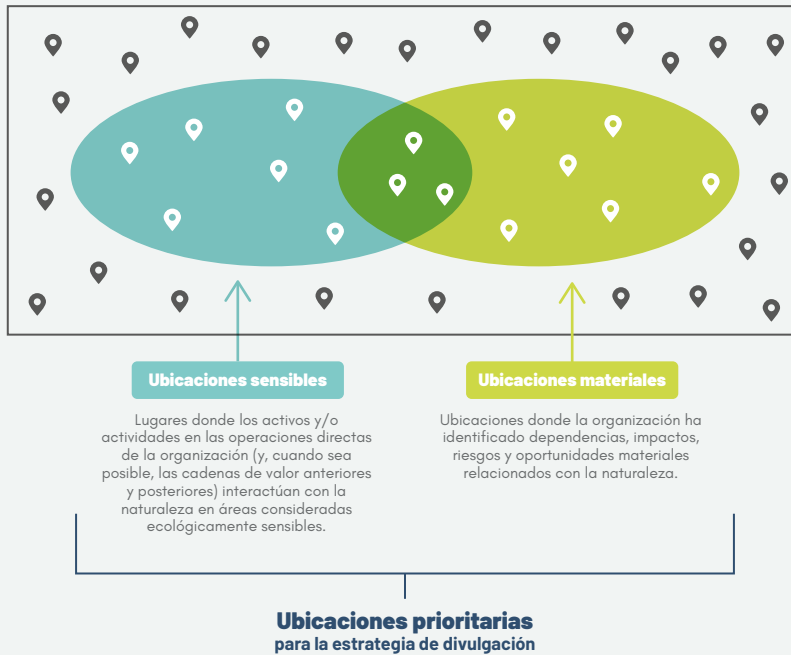 Ubicaciones sensibles
Lugares donde los activos y/o
actividades en las operaciones directas
de la organización (y, cuando sea
posible, las cadenas de valor anteriores
y posteriores) interactúan con la
naturaleza en áreas consideradas
ecológicamente sensibles.
Ubicaciones materiales
Ubicaciones donde la organización ha
identificado dependencias, impactos,
riesgos y oportunidades materiales
relacionados con la naturaleza.
Ubicaciones prioritarias
para la estrategia de divulgación